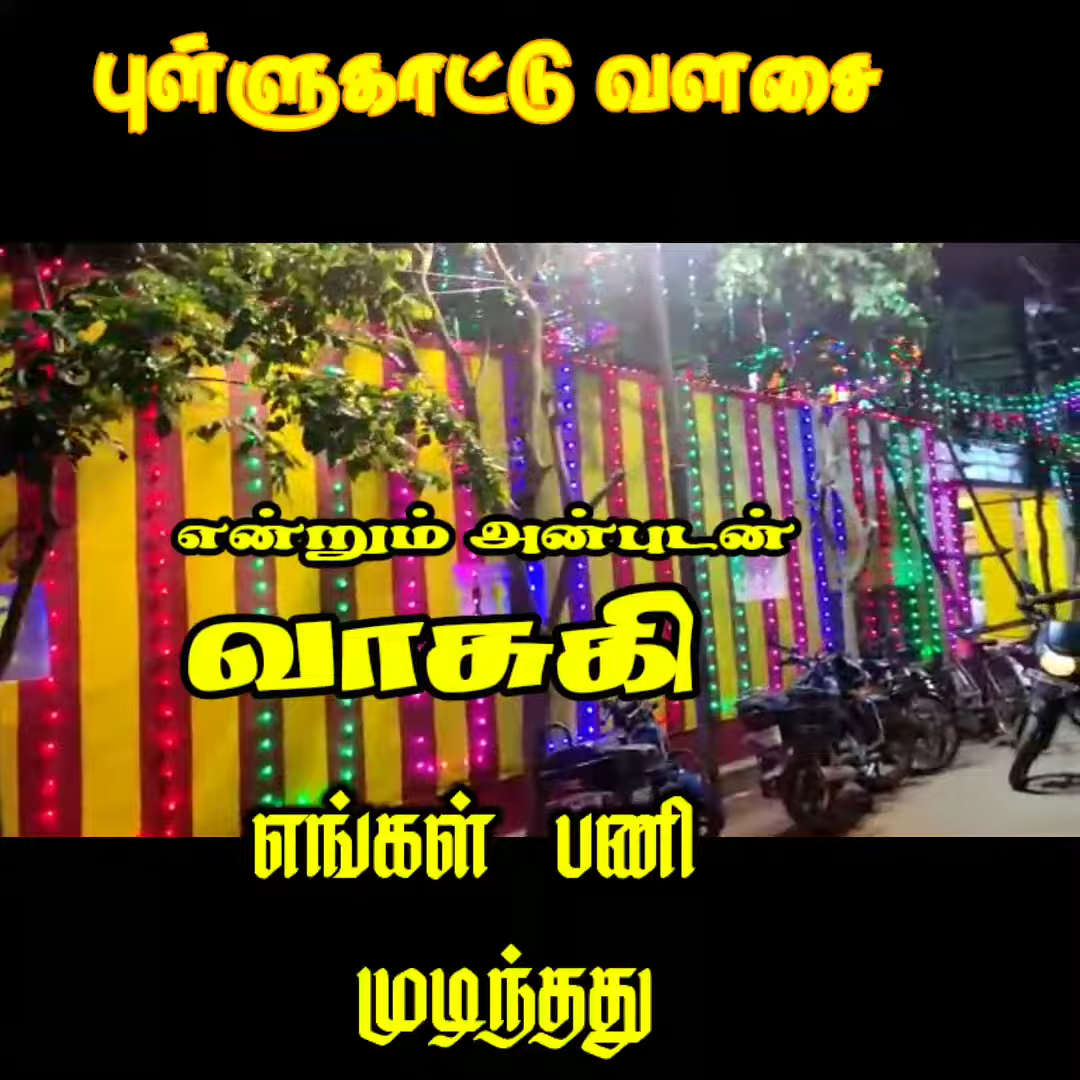 புள்ளுகாட்டு வளசை
என்றும் அன்புடன்
வாசுகி
எங்கள் பணி
முடிந்தது